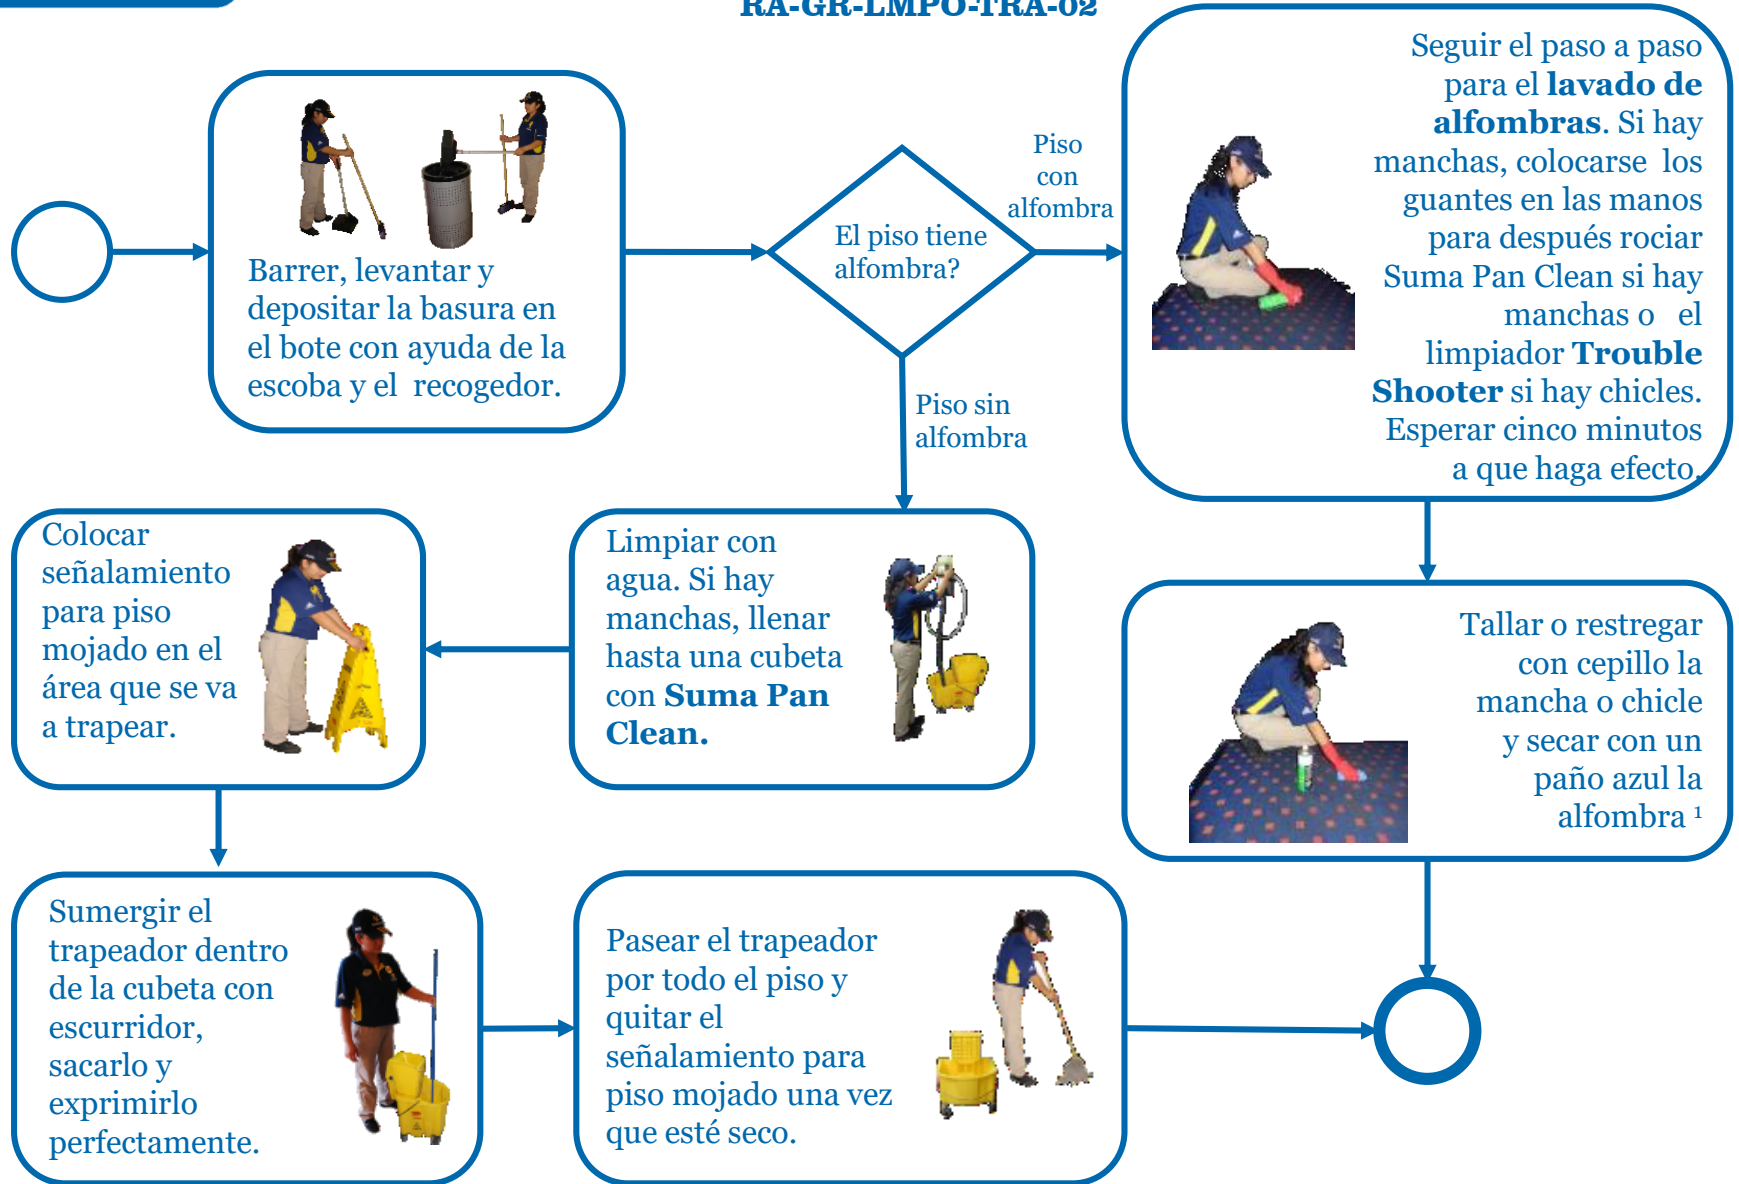 RA-GR-LMPO-TRA-02
Barrer, levantar y
depositar la basura en
el bote con ayuda de la
escoba y el recogedor.
El piso tiene
alfombra?
Piso
con
alfombra
Seguir el paso a paso
para el lavado de
alfombras. Si hay
manchas, colocarse los
guantes en las manos
para después rociar
Suma Pan Clean si hay
manchas o el
limpiador Trouble
Shooter si hay chicles.
Esperar cinco minutos
a que haga efecto.
Piso sin
alfombra
Limpiar con
agua. Si hay
manchas, llenar
hasta una cubeta
con Suma Pan
Clean.
Colocar
señalamiento
para piso
mojado en el
área que se va
a trapear.
Tallar o restregar
con cepillo la
mancha o chicle
y secar con un
paño azul la
alfombra ¹
Sumergir el
trapeador dentro
de la cubeta con
escurridor,
sacarlo y
exprimirlo
perfectamente.
Pasear el trapeador
por todo el piso y
quitar el
señalamiento para
piso mojado una vez
que esté seco.